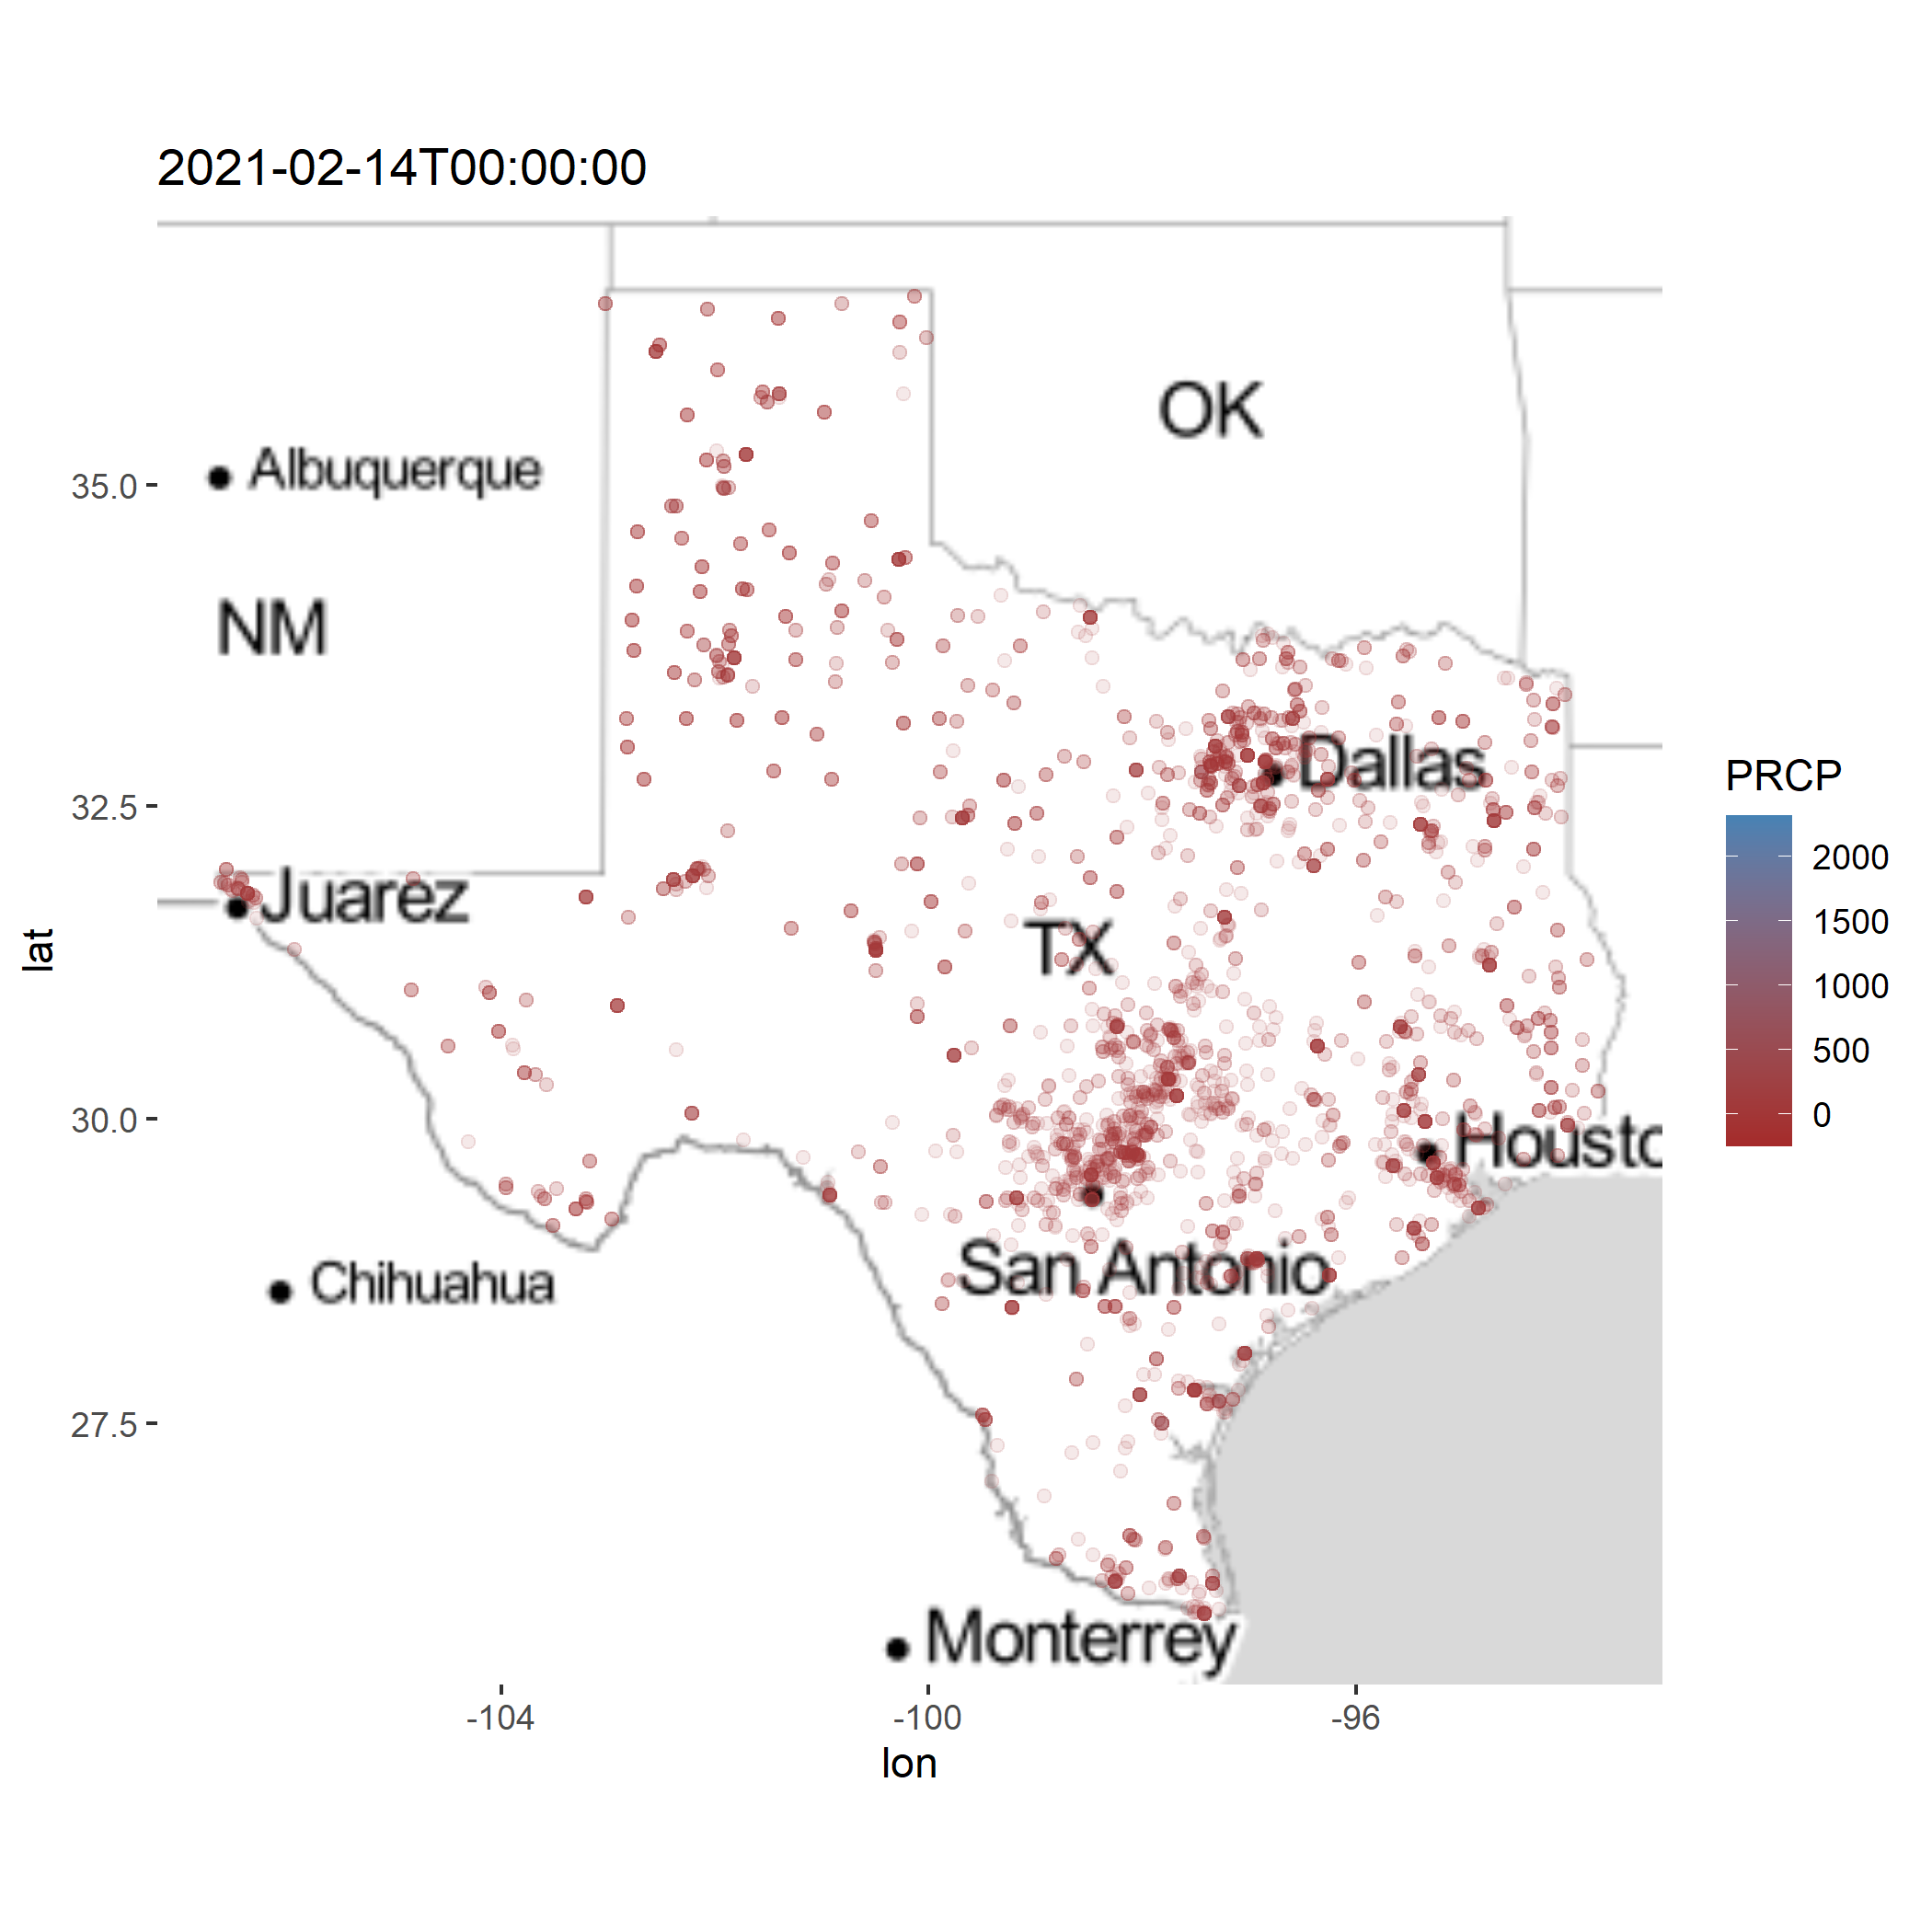 2021-02-14T00:00:00
OK
Albuquerque
35.0
NM
Dallas
PRCP
32.5
2000
Juarez
1500
TX
lat
1000
500
30.0
0
Housto
San Antonio
Chihuahua
27.5
Monterrey
-104
-100
-96
lon